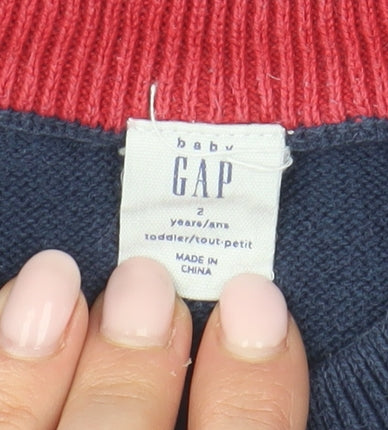 baby
GAP
2
years/ans
toddler/tout-petit
MADE IN
CHINA